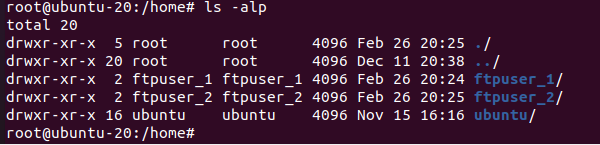 root@ubuntu-20:/home# ls -alp
total 20
drwxr-xr-x  5 root      root      4096 Feb 26 20:25 ./
drwxr-xr-x 20 root      root      4096 Dec 11 20:38 ../
drwxr-xr-x  2 ftpuser_1 ftpuser_1 4096 Feb 26 20:24 ftpuser_1/
drwxr-xr-x  2 ftpuser_2 ftpuser_2 4096 Feb 26 20:25 ftpuser_2/
drwxr-xr-x 16 ubuntu    ubuntu    4096 Nov 15 16:16 ubuntu/
root@ubuntu-20:/home#